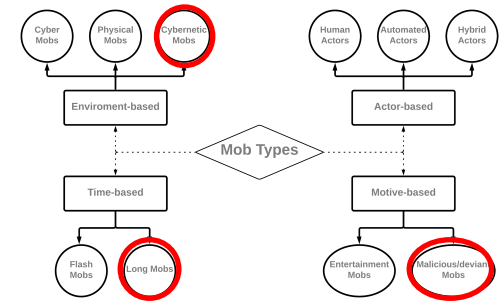 Cyber
Mobs
Physical
Mobs
Cybernetic
Mobs
Human
Actors
Automated
Actors
Hybrid
Actors
Enviroment-based
Actor-based
Mob Types
Time-based
Motive-based
Flash
Mobs
Long Mobs
Entertainment
Mobs
Malicious/deviant
Mobs